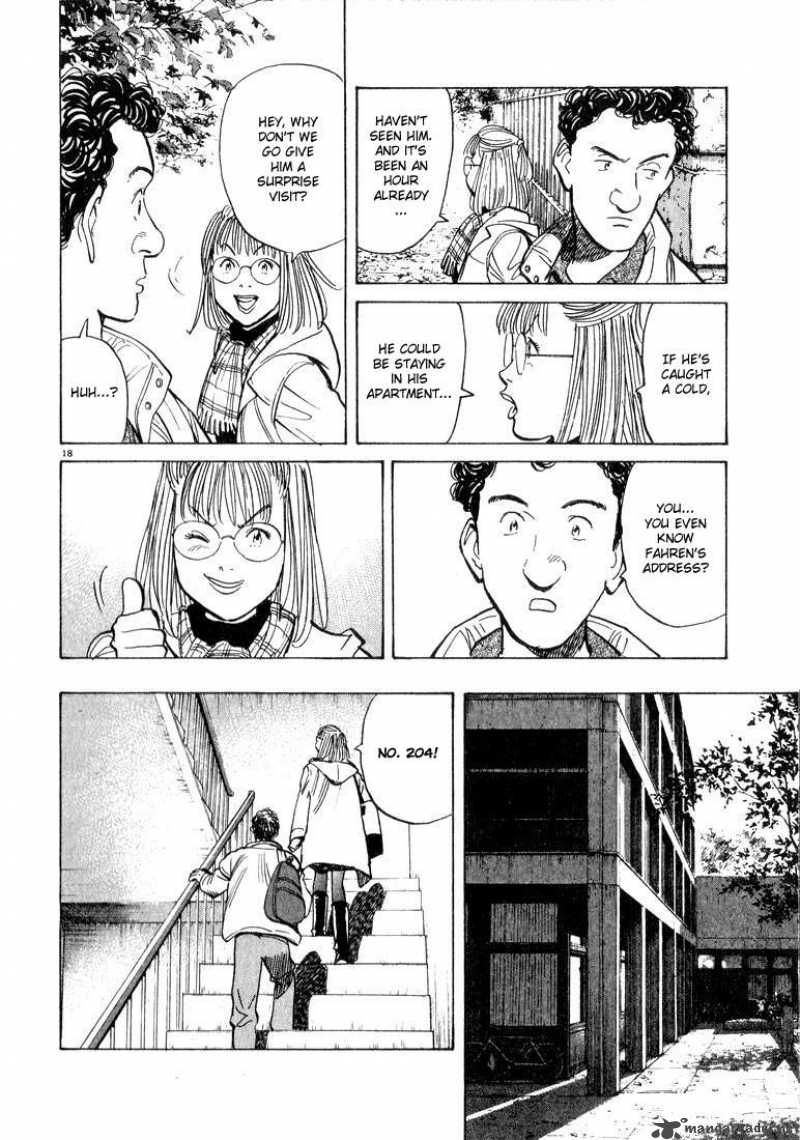 HAVEN'T
SEEN HIM.
AND IT'S
BEEN AN
HOUR
ALREADY
...
HEY, WHY
DON'T WE
GO GIVE
HIM A
SURPRISE
VISIT?
HUH...?
IF HE'S
CAUGHT
A COLD,
HE COULD
BE STAYING
IN HIS
APARTMENT...
18
YOU...
YOU EVEN
KNOW
FAHREN'S
ADDRESS?
NO. 204!